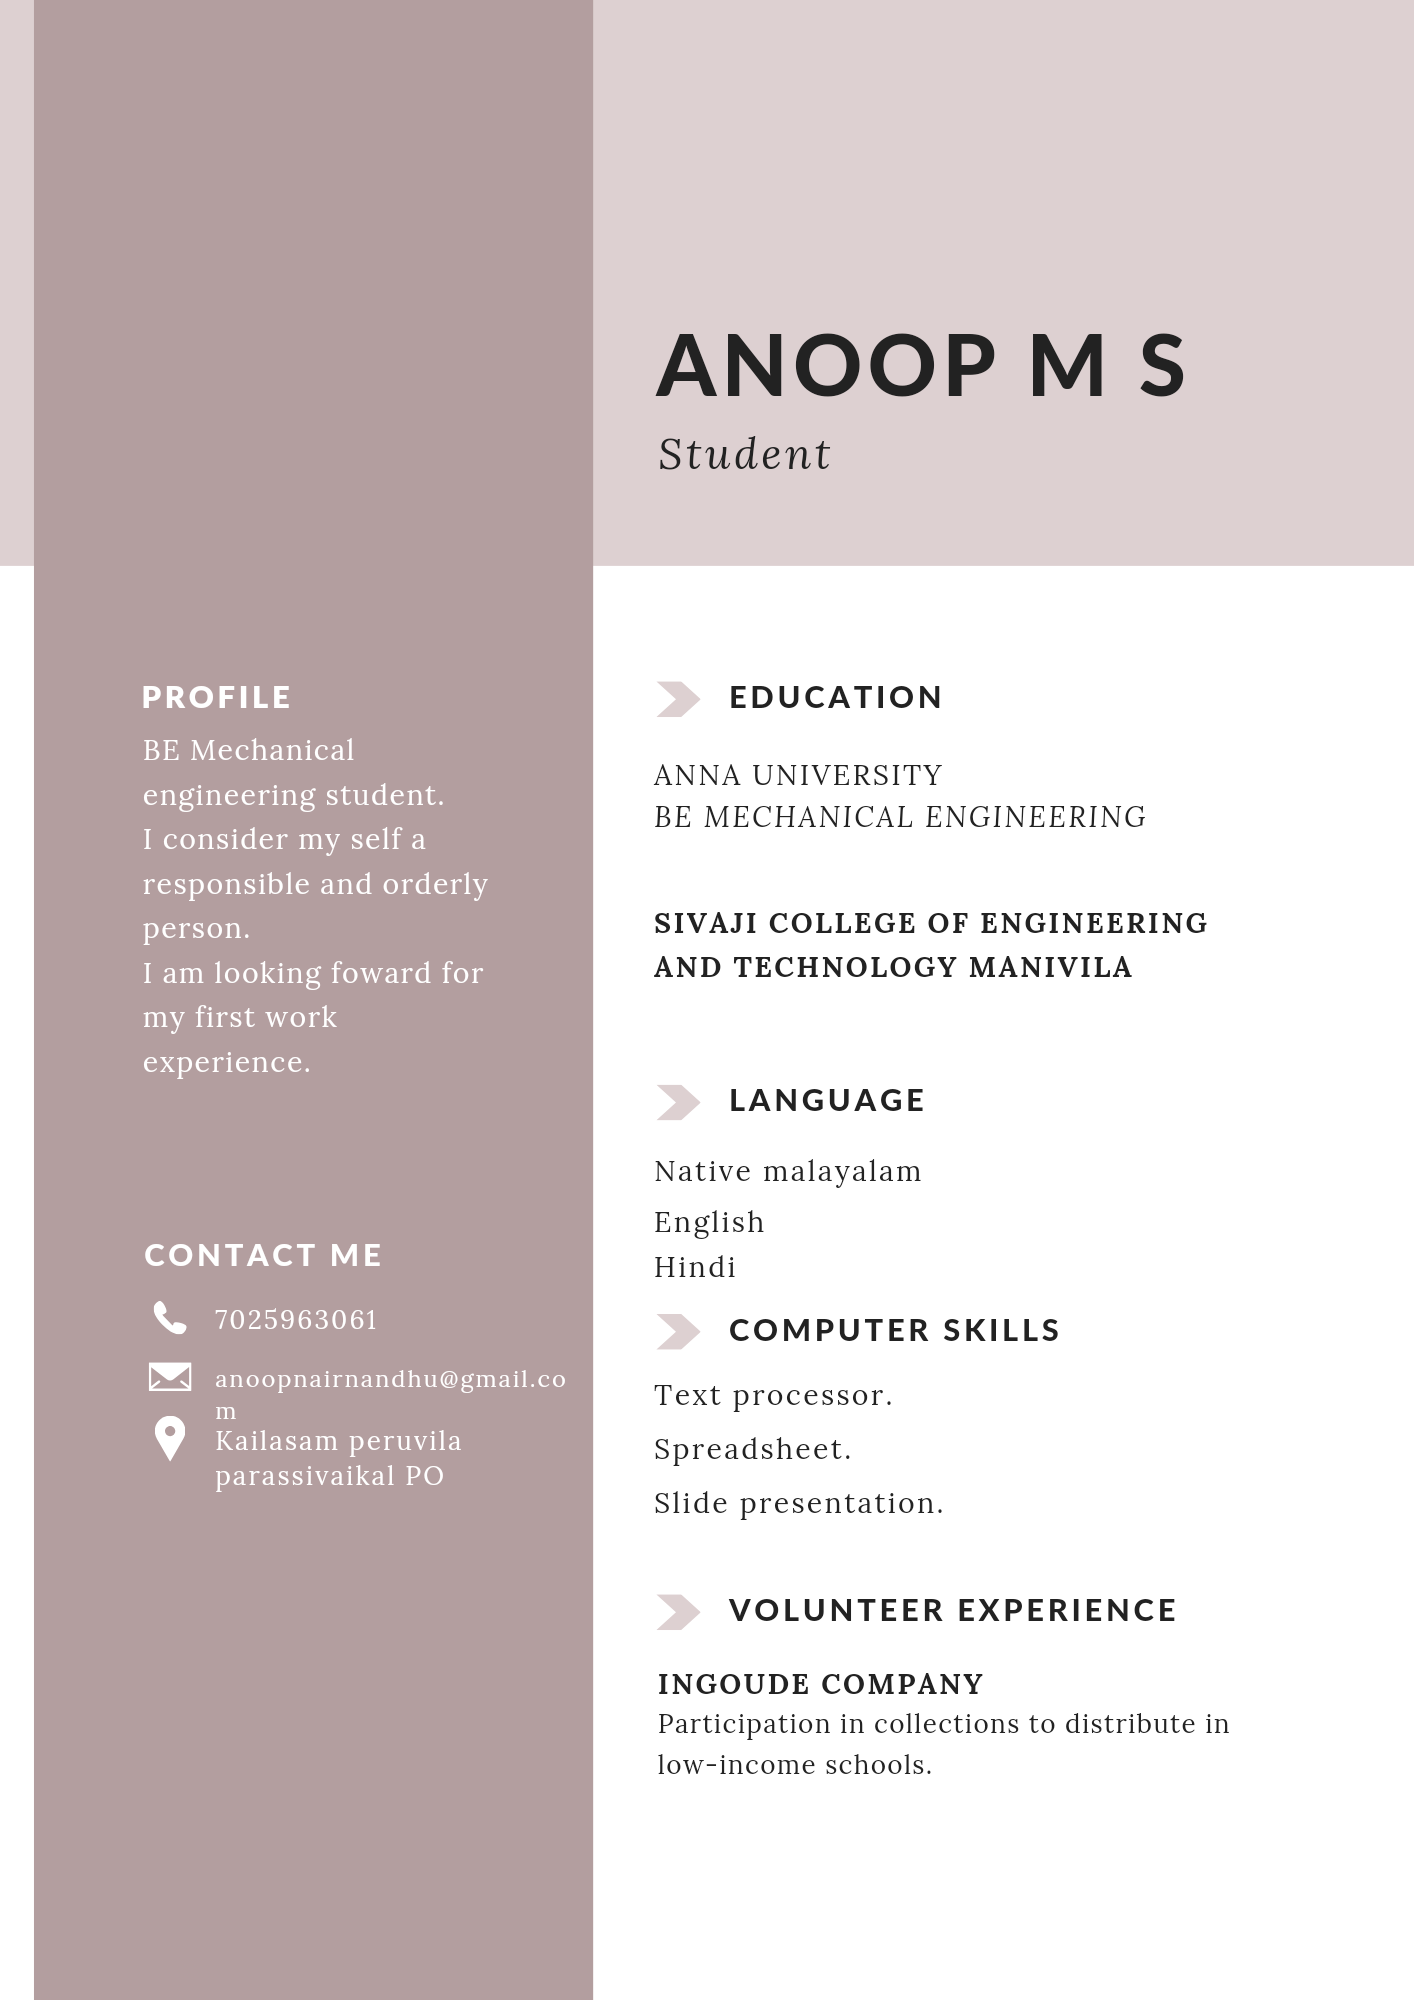 ANOOP M S
Student
PROFILE
BE Mechanical
engineering student.
I consider my self a
responsible and orderly
person.
I am looking foward for
my first work
experience.
CONTACT ME
7025963061
anoopnairnandhu@gmail.co
m
Kailasam peruvila
parassivaikal PO
EDUCATION
ANNA UNIVERSITY
BE MECHANICAL ENGINEERING
SIVAJI COLLEGE OF ENGINEERING
AND TECHNOLOGY MANIVILA
LANGUAGE
Native malayalam
English
Hindi
COMPUTER SKILLS
Text processor.
Spreadsheet.
Slide presentation.
VOLUNTEER EXPERIENCE
INGOUDE COMPANY
Participation in collections to distribute in
low-income schools.